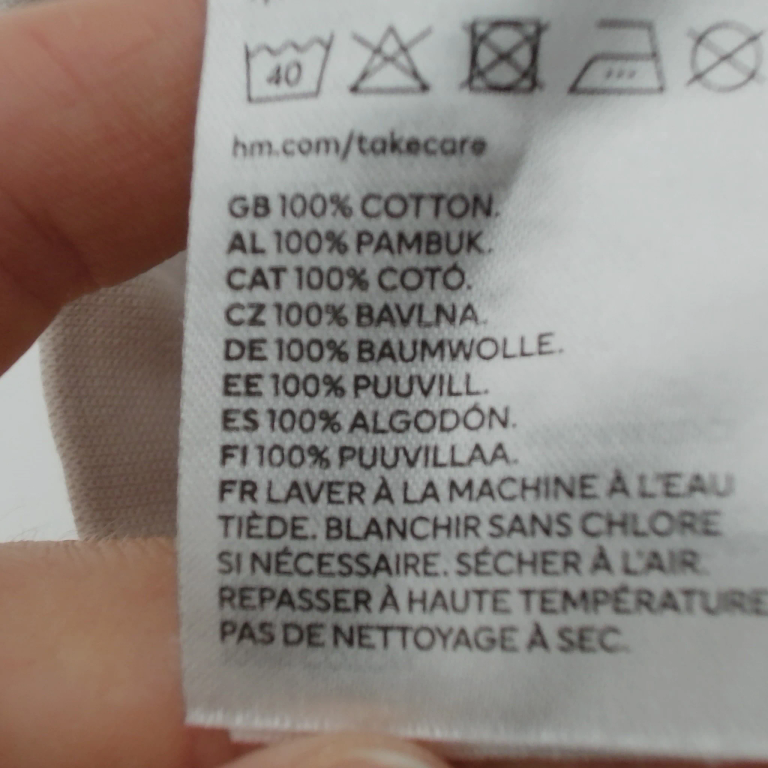 40
hm.com/takecare
GB 100% COTTON.
AL 100% PAMBUK.
CAT 100% COTÓ.
CZ 100% BAVLNA.
DE 100% BAUMWOLLE.
EE 100% PUUVILL.
ES 100% ALGODÓN.
FI 100% PUUVILLAA.
FR LAVER À LA MACHINE À L'EAU
TIÈDE. BLANCHIR SANS CHLORE
SI NÉCESSAIRE. SÉCHER À L'AIR.
REPASSER À HAUTE TEMPÉRATURE
PAS DE NETTOYAGE À SEC.